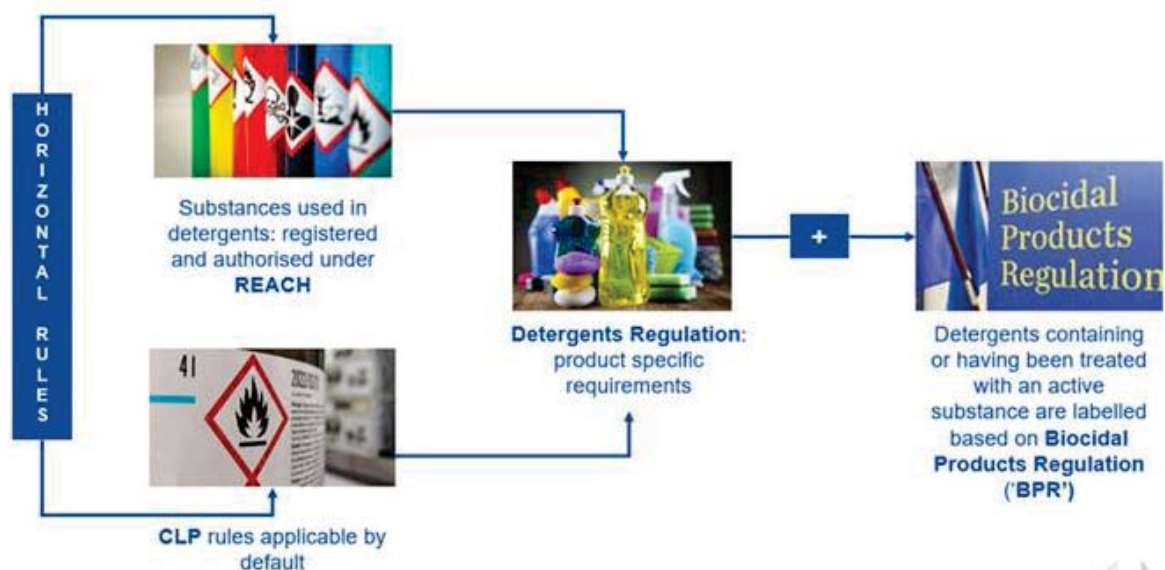 HORIZONTAL RULES
Substances used in
detergents: registered
and authorised under
REACH
41
CLP rules applicable by
default
Detergents Regulation:
product specific
requirements
+
Biocidal
Products
Regulation
Detergents containing
or having been treated
with an active
substance are labelled
based on Biocidal
Products Regulation
('BPR')